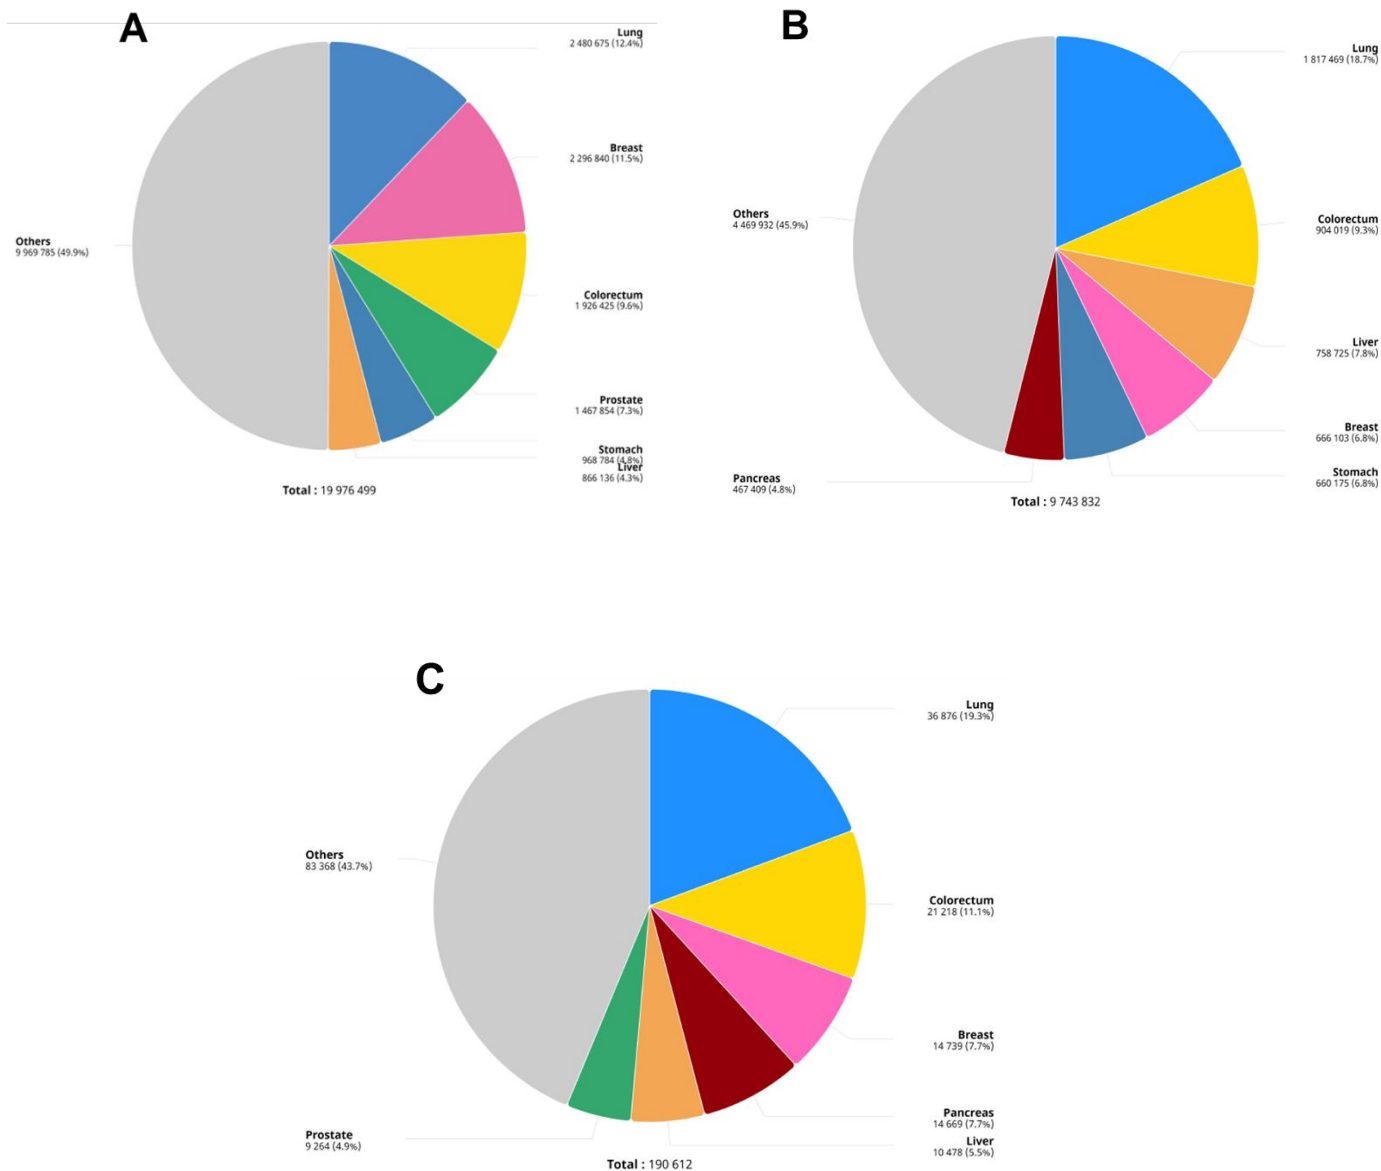 A
Lung
2 480 675 (12.4%)
Breast
2 296 840 (11.5%)
Others
9 969 785 (49.9%)
Colorectum
1 926 425 (9.6%)
Prostate
1 467 854 (7.3%)
Stomach
968 784 (4.8%)
Liver
866 136 (4.3%)
Total : 19 976 499
B
Lung
1 817 469 (18.7%)
Others
4 469 932 (45.9%)
Colorectum
904 019 (9.3%)
Liver
758 725 (7.8%)
Breast
666 103 (6.8%)
Stomach
660 175 (6.8%)
Pancreas
467 409 (4.8%)
Total : 9 743 832
C
Lung
36 876 (19.3%)
Others
83 368 (43.7%)
Colorectum
21 218 (11.1%)
Breast
14 739 (7.7%)
Pancreas
14 669 (7.7%)
Liver
10 478 (5.5%)
Prostate
9 264 (4.9%)
Total : 190 612